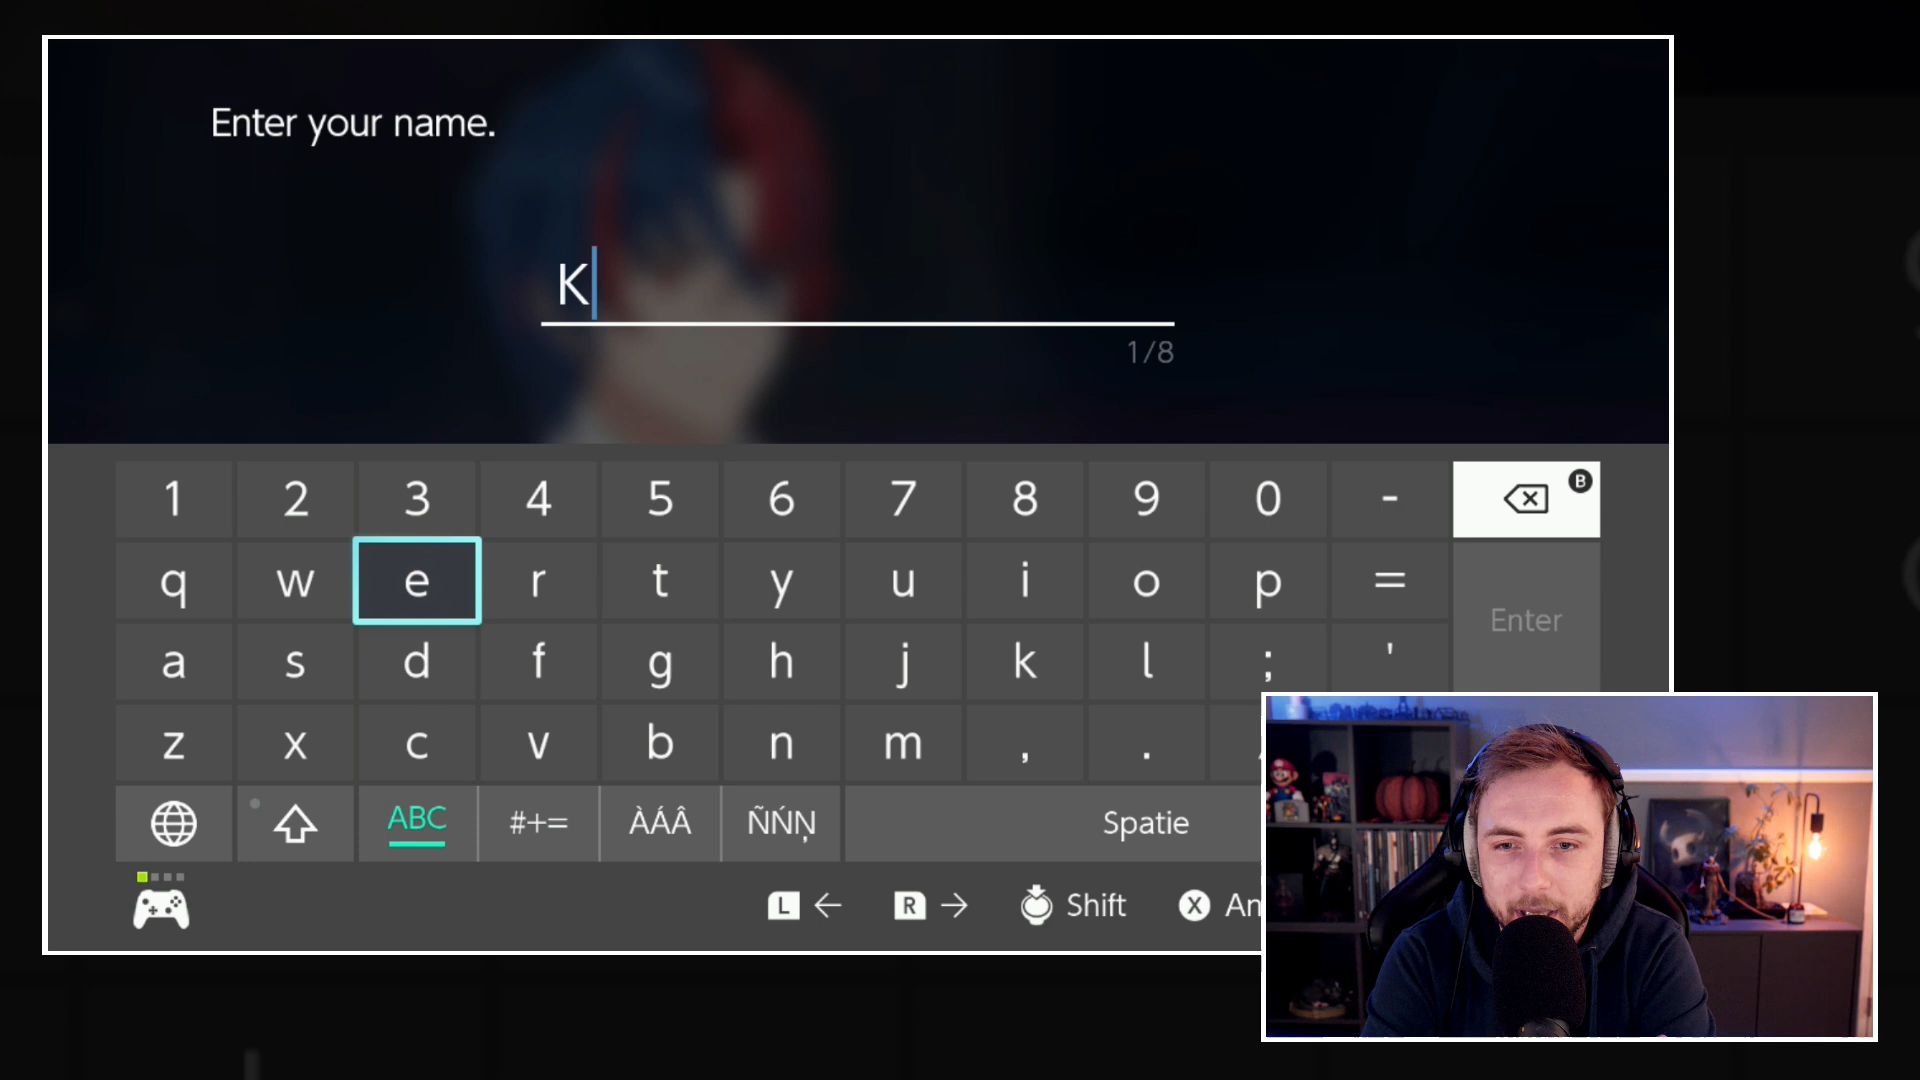 Enter your name.
K
1/8
1 2 3 4 5 6 7 8 9 0 - B
q w e r t y u i o p =
Enter
a s d f g h j k l ; '
z x c v b n m , .
ABC #+= ÀÁÂ ÑŃŅ Spatie
L ← R → Shift X